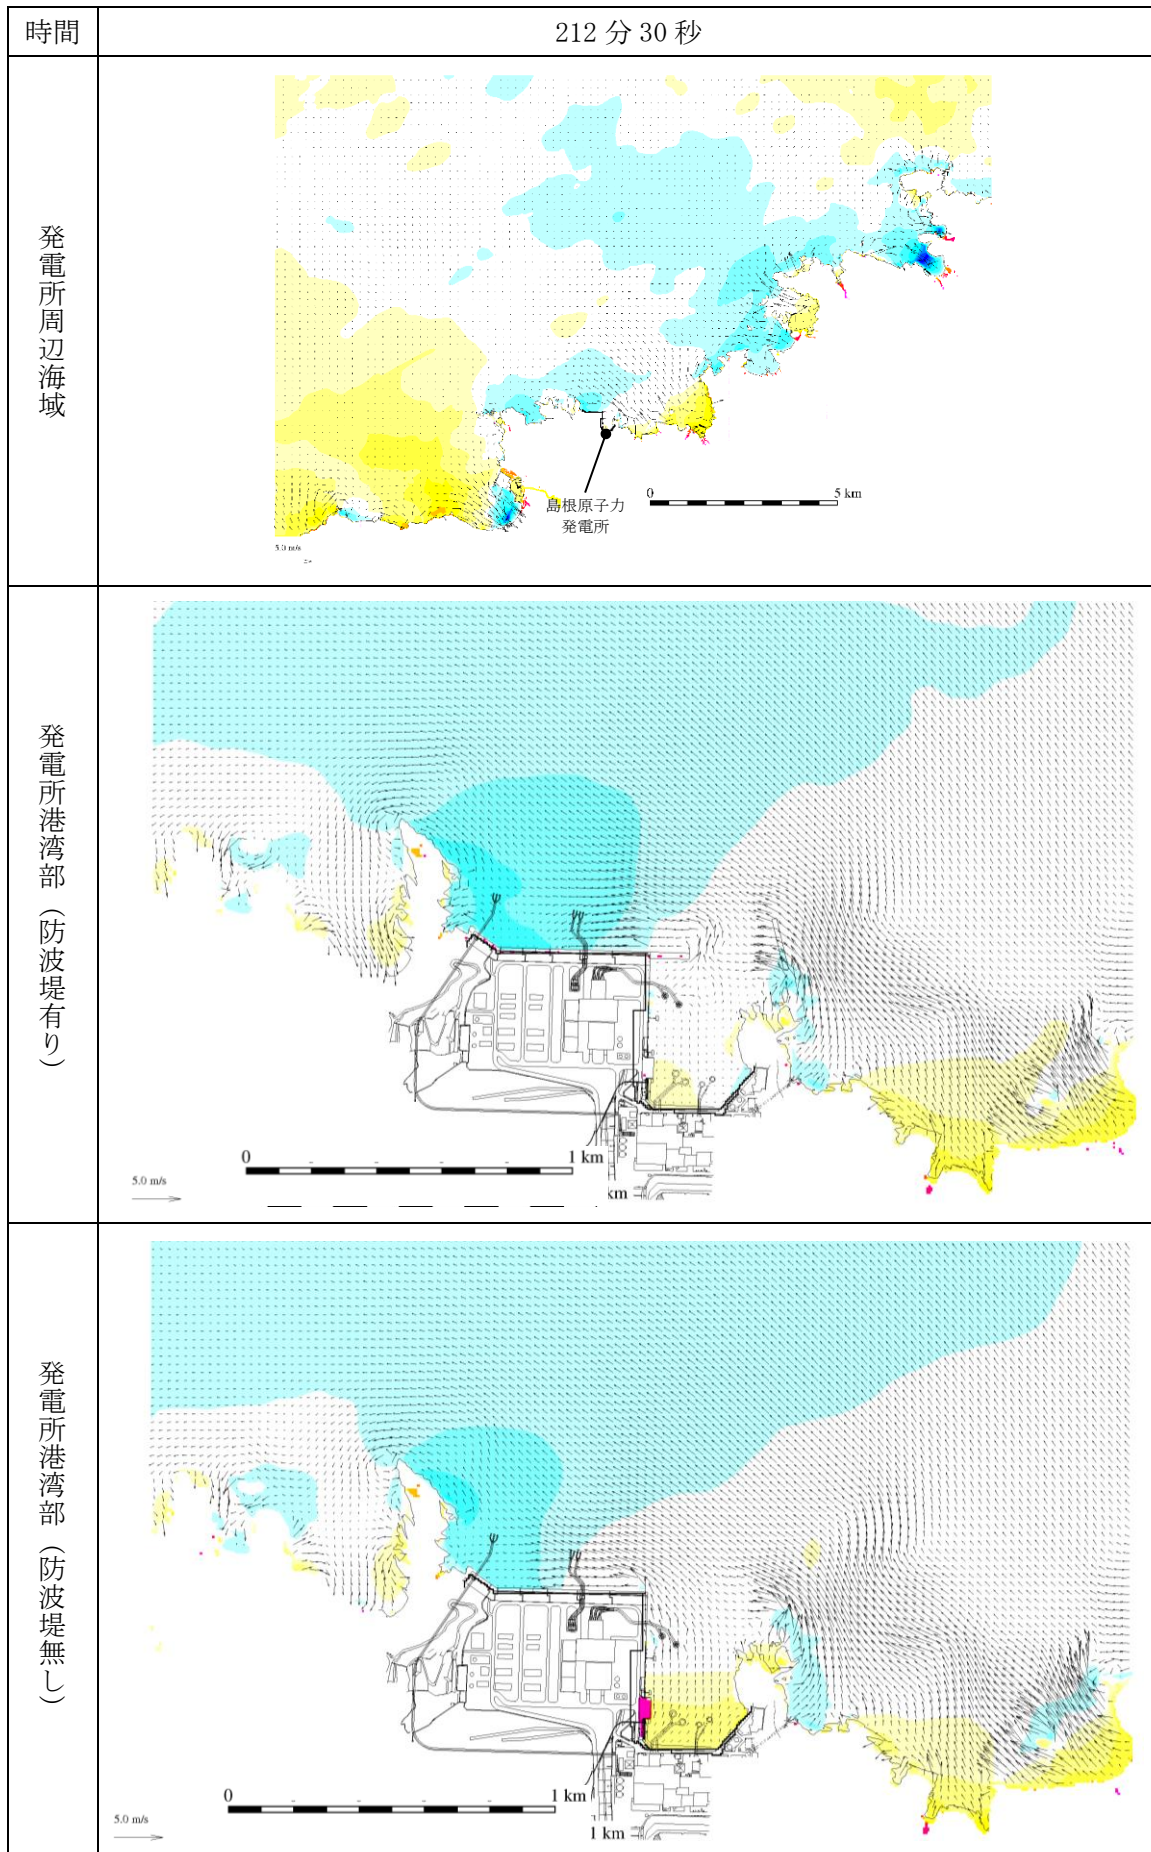 時間
212 分 30 秒
発電所周辺海域
島根原子力
発電所
0
5 km
5.0 m/s
発電所港湾部（防波堤有り）
0
1 km
km
5.0 m/s
発電所港湾部（防波堤無し）
0
1 km
1 km
5.0 m/s